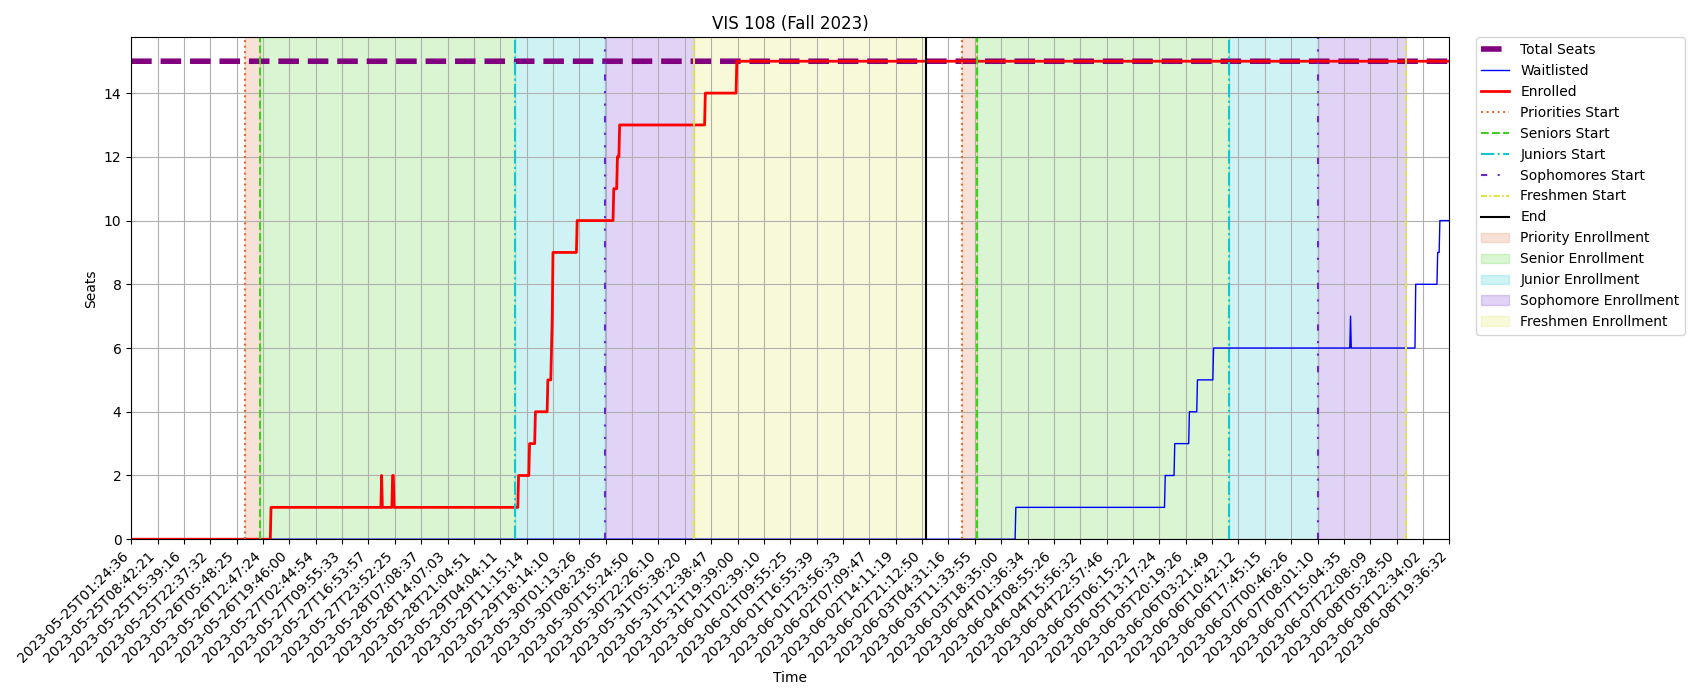 VIS 108 (Fall 2023)
Seats
14
12
10
8
6
4
2
0
2023-05-25T01:24:36
2023-05-25T08:42:21
2023-05-25T15:39:16
2023-05-25T22:37:32
2023-05-26T05:48:25
2023-05-26T12:47:24
2023-05-26T19:46:00
2023-05-27T02:44:54
2023-05-27T09:55:33
2023-05-27T16:53:57
2023-05-27T23:52:25
2023-05-28T07:08:37
2023-05-28T14:07:03
2023-05-28T21:04:51
2023-05-29T04:04:11
2023-05-29T11:15:14
2023-05-29T18:14:10
2023-05-30T01:13:26
2023-05-30T08:23:05
2023-05-30T15:24:50
2023-05-30T22:26:10
2023-05-31T05:38:20
2023-05-31T12:38:47
2023-05-31T19:39:00
2023-06-01T02:39:10
2023-06-01T09:55:25
2023-06-01T16:55:39
2023-06-01T23:56:33
2023-06-02T07:09:47
2023-06-02T14:11:19
2023-06-02T21:12:50
2023-06-03T04:31:16
2023-06-03T11:33:55
2023-06-03T18:35:00
2023-06-04T01:36:34
2023-06-04T08:55:26
2023-06-04T15:56:32
2023-06-04T22:57:46
2023-06-05T06:15:22
2023-06-05T13:17:24
2023-06-05T20:19:26
2023-06-06T03:21:49
2023-06-06T10:42:12
2023-06-06T17:45:15
2023-06-07T00:46:26
2023-06-07T08:01:10
2023-06-07T15:04:35
2023-06-07T22:08:09
2023-06-08T05:28:50
2023-06-08T12:34:02
2023-06-08T19:36:32
Time
Total Seats
Waitlisted
Enrolled
Priorities Start
Seniors Start
Juniors Start
Sophomores Start
Freshmen Start
End
Priority Enrollment
Senior Enrollment
Junior Enrollment
Sophomore Enrollment
Freshmen Enrollment